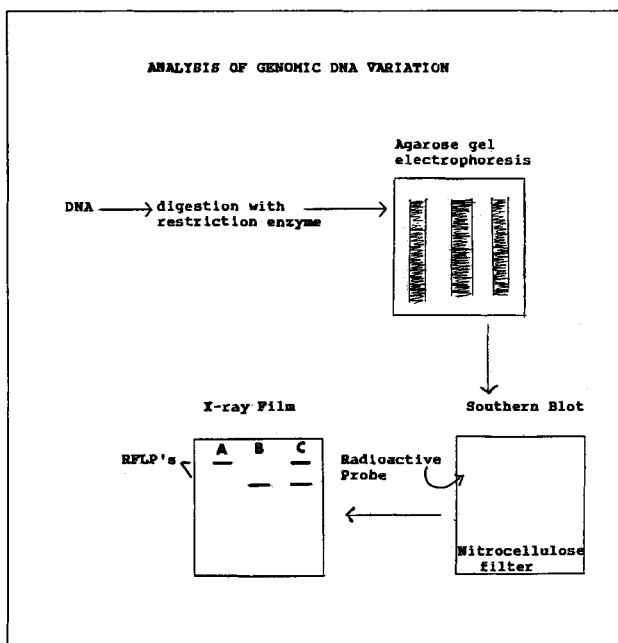 ANALYSIS OF GENOMIC DNA VARIATION
Agarose gel
electrophoresis
DNA
digestion with
restriction enzyme
X-ray Film
Southern Blot
A B C
RFLP's
Radioactive
Probe
Nitrocellulose
filter